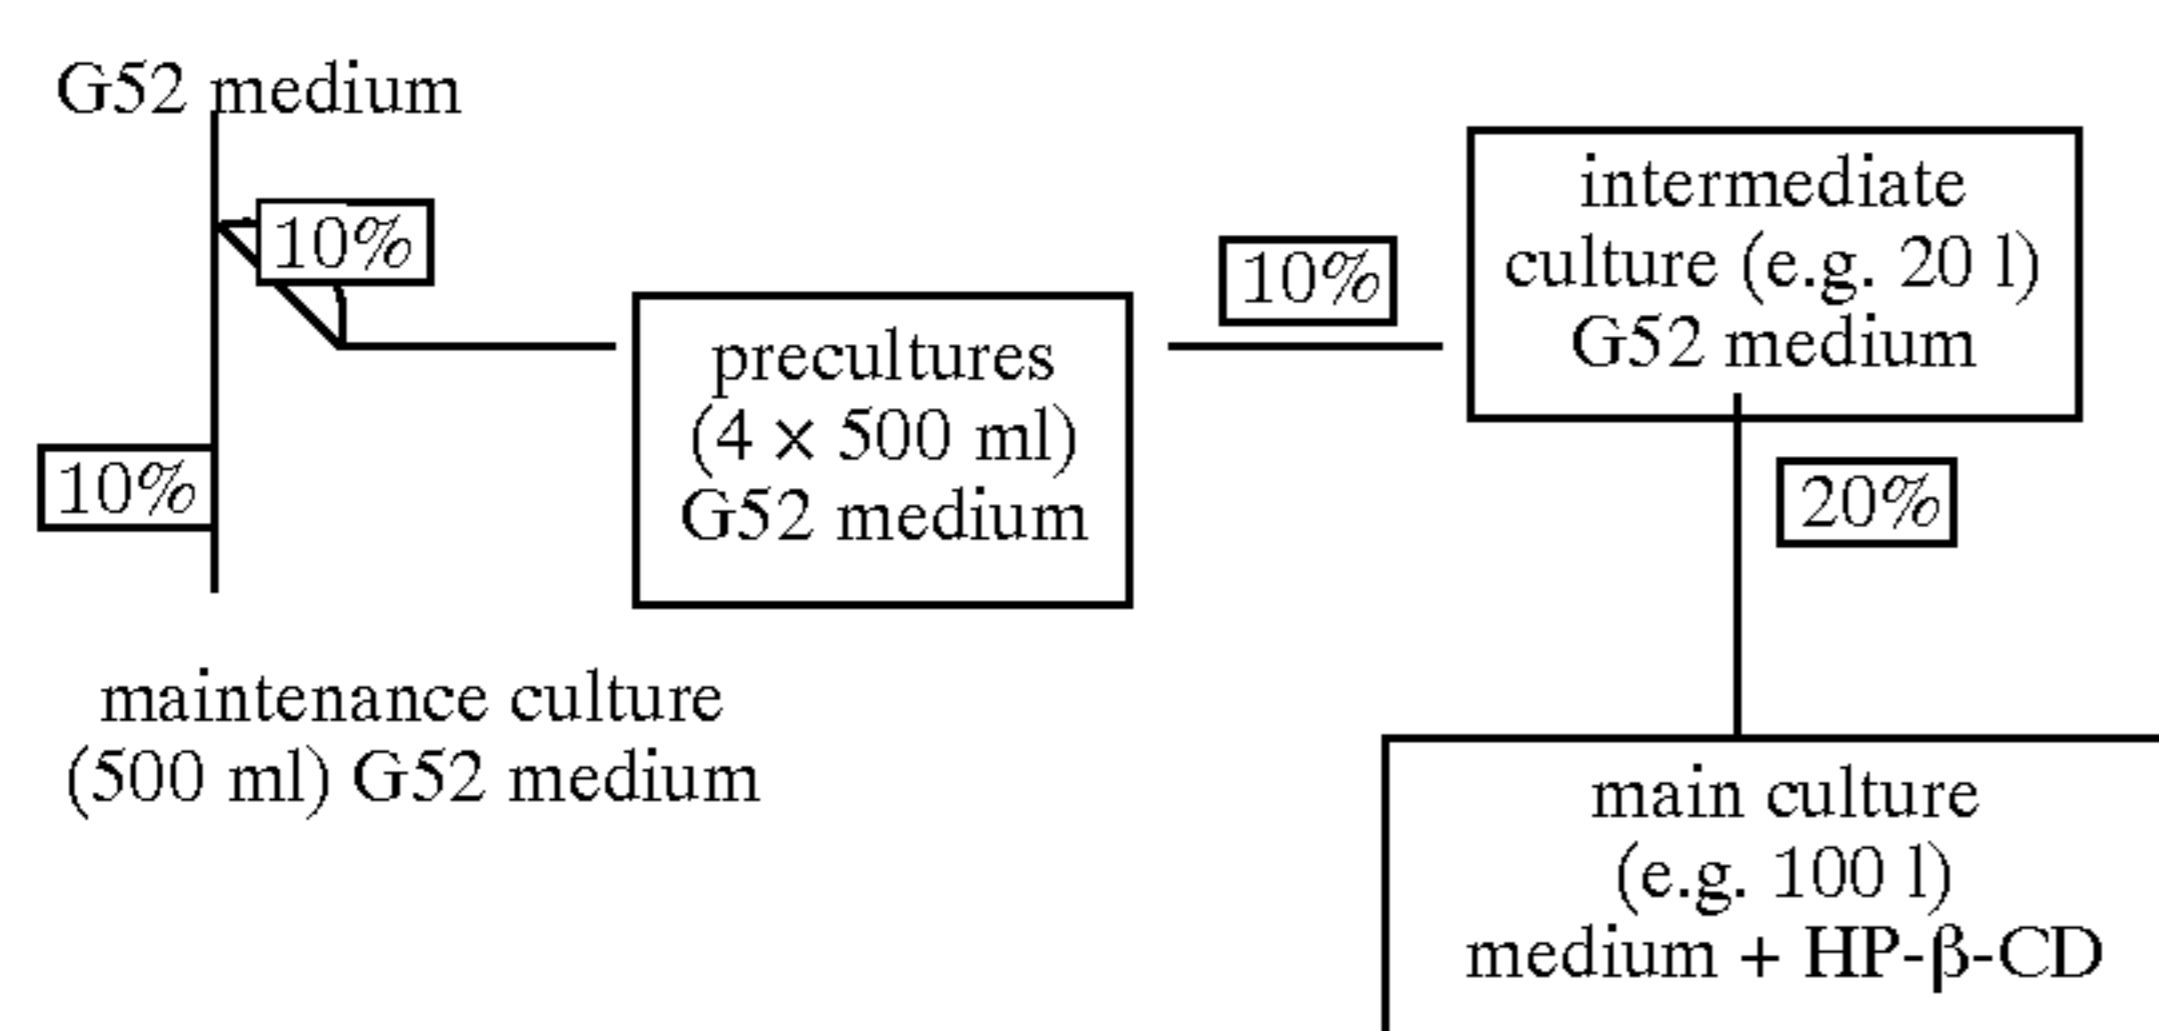 G52 medium
10%
10%
precultures
(4 × 500 ml)
G52 medium
maintenance culture
(500 ml) G52 medium
10%
intermediate
culture (e.g. 20 l)
G52 medium
20%
main culture
(e.g. 100 l)
medium + HP-β-CD